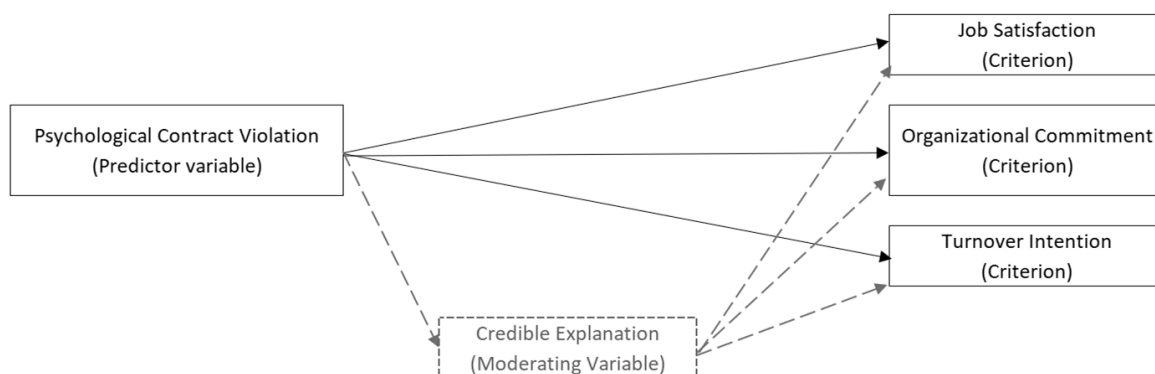 Job Satisfaction
(Criterion)
Psychological Contract Violation
(Predictor variable)
Organizational Commitment
(Criterion)
Turnover Intention
(Criterion)
Credible Explanation
(Moderating Variable)